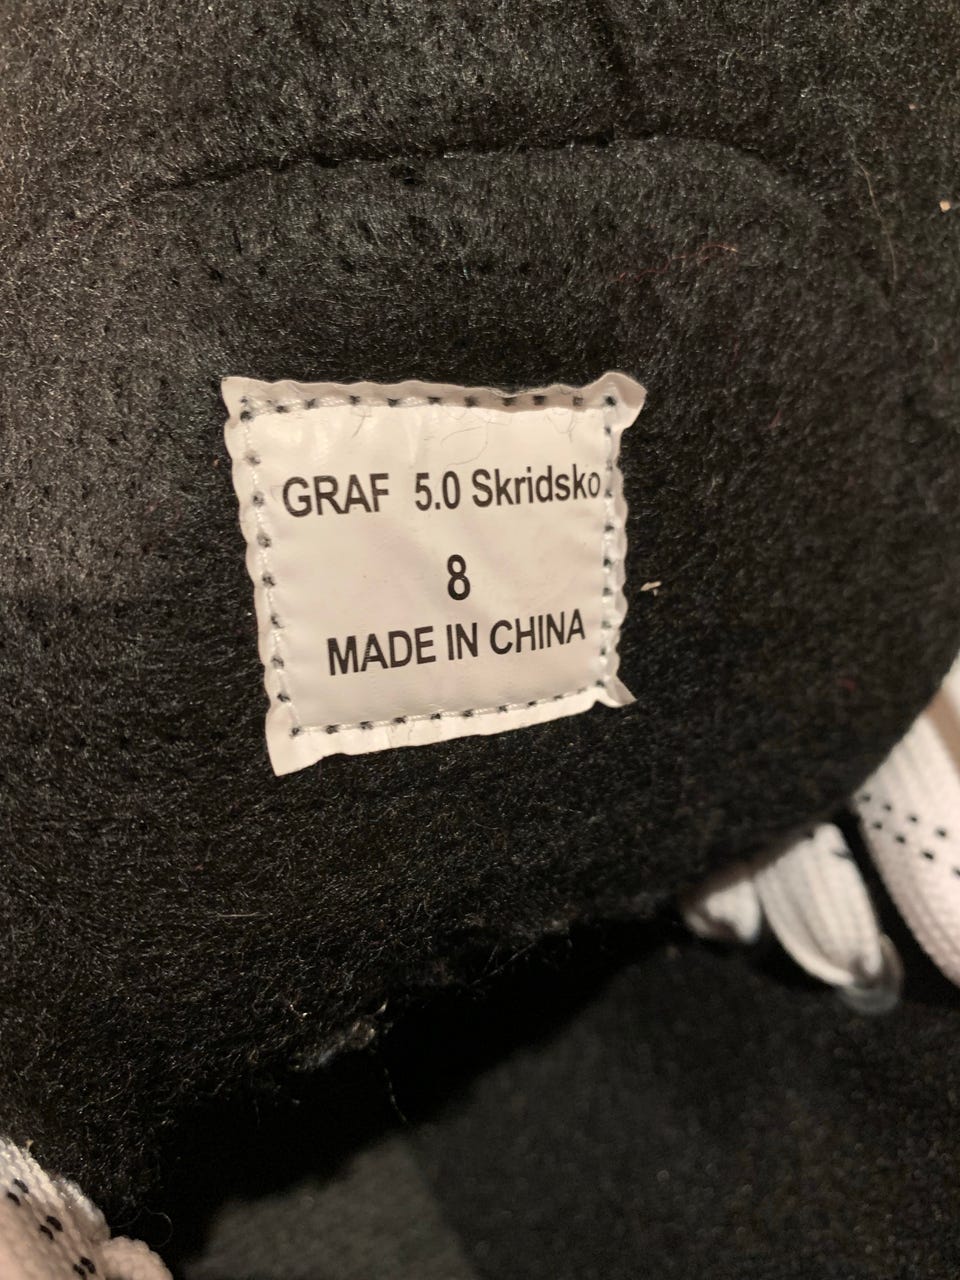 GRAF 5.0 Skridsko
8
MADE IN CHINA